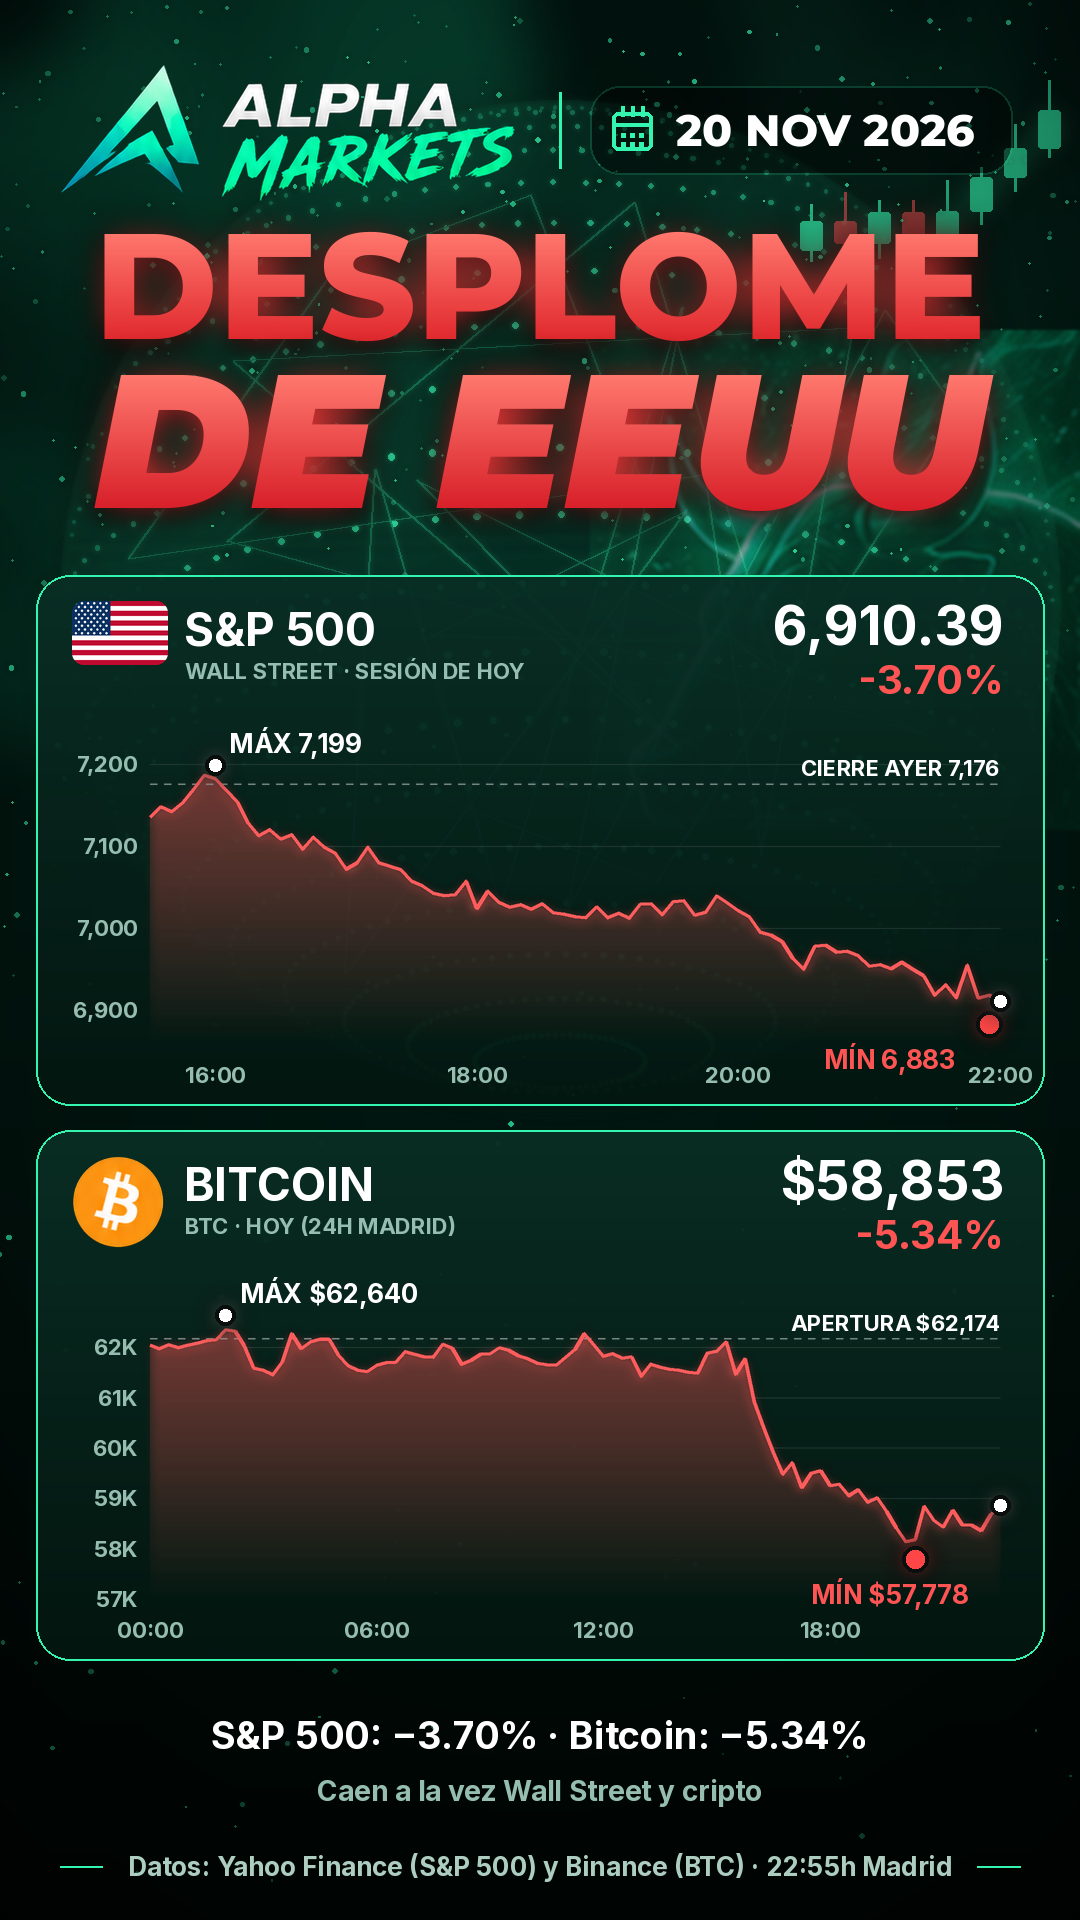 ALPHA
MARKETS
20 NOV 2026
DESPLOME
DE EEUU
S&P 500
WALL STREET · SESIÓN DE HOY
6,910.39
-3.70%
MÁX 7,199
CIERRE AYER 7,176
7,200
7,100
7,000
6,900
MÍN 6,883
16:00
18:00
20:00
22:00
BITCOIN
BTC · HOY (24H MADRID)
$58,853
-5.34%
MÁX $62,640
APERTURA $62,174
62K
61K
60K
59K
58K
57K
MÍN $57,778
00:00
06:00
12:00
18:00
S&P 500: −3.70% · Bitcoin: −5.34%
Caen a la vez Wall Street y cripto
Datos: Yahoo Finance (S&P 500) y Binance (BTC) · 22:55h Madrid